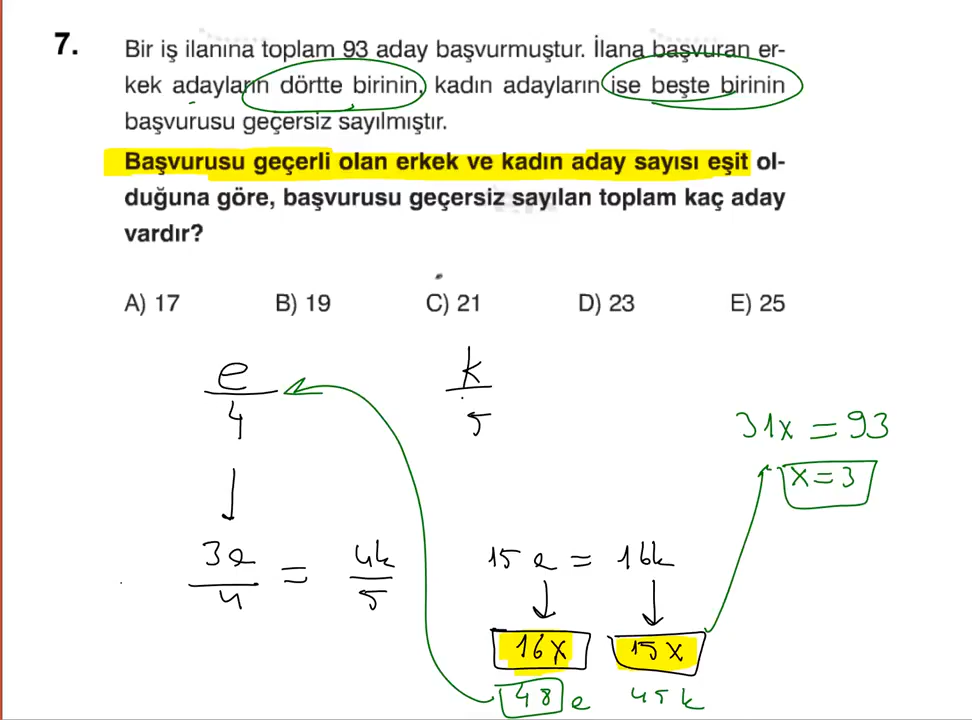 7. Bir iş ilanına toplam 93 aday başvurmuştur. İlana başvuran er-
kek adayların dörtte birinin, kadın adayların ise beşte birinin
başvurusu geçersiz sayılmıştır.
Başvurusu geçerli olan erkek ve kadın aday sayısı eşit ol-
duğuna göre, başvurusu geçersiz sayılan toplam kaç aday
vardır?
A) 17 B) 19 C) 21 D) 23 E) 25
e/4 k/5
31x = 93
x = 3
3e/4 = 4k/5
15e = 16k
16x 15x
48 e 45 k